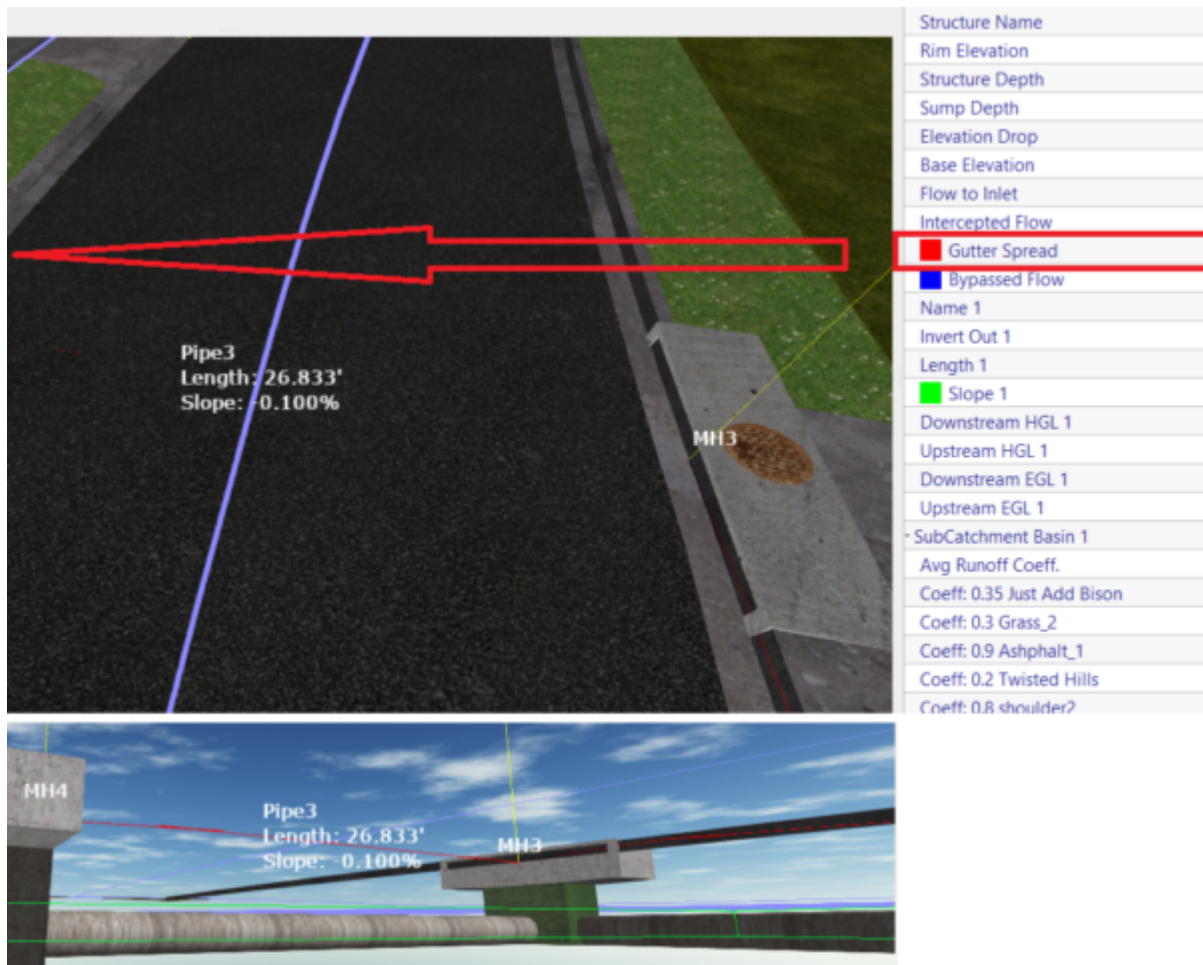 Structure Name
Rim Elevation
Structure Depth
Sump Depth
Elevation Drop
Base Elevation
Flow to Inlet
Intercepted Flow
Gutter Spread
Bypassed Flow
Name 1
Invert Out 1
Length 1
Slope 1
Downstream HGL 1
Upstream HGL 1
Downstream EGL 1
Upstream EGL 1
SubCatchment Basin 1
Avg Runoff Coeff.
Coeff: 0.35 Just Add Bison
Coeff: 0.3 Grass_2
Coeff: 0.9 Ashphalt_1
Coeff: 0.2 Twisted Hills
Coeff: 0.8 shoulder2
Pipe3
Length: 26.833'
Slope: -0.100%
MH3
MH4
Pipe3
Length: 26.833'
Slope: -0.100%
MH3